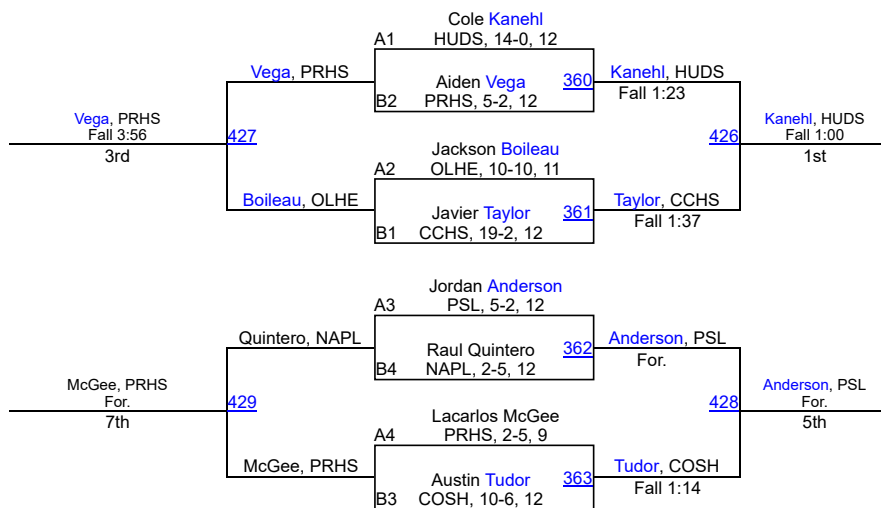 Cole Kanehl
A1
HUDS, 14-0, 12
Vega, PRHS
Aiden Vega
360
Kanehl, HUDS
B2
PRHS, 5-2, 12
Fall 1:23
Vega, PRHS
Fall 3:56
427
3rd
Jackson Boileau
426
Kanehl, HUDS
Fall 1:00
1st
A2
OLHE, 10-10, 11
Boileau, OLHE
Javier Taylor
361
Taylor, CCHS
B1
CCHS, 19-2, 12
Fall 1:37
Jordan Anderson
A3
PSL, 5-2, 12
Quintero, NAPL
Raul Quintero
362
Anderson, PSL
B4
NAPL, 2-5, 12
For.
McGee, PRHS
For.
429
7th
Lacarlos McGee
428
Anderson, PSL
For.
5th
A4
PRHS, 2-5, 9
McGee, PRHS
Austin Tudor
363
Tudor, COSH
B3
COSH, 10-6, 12
Fall 1:14